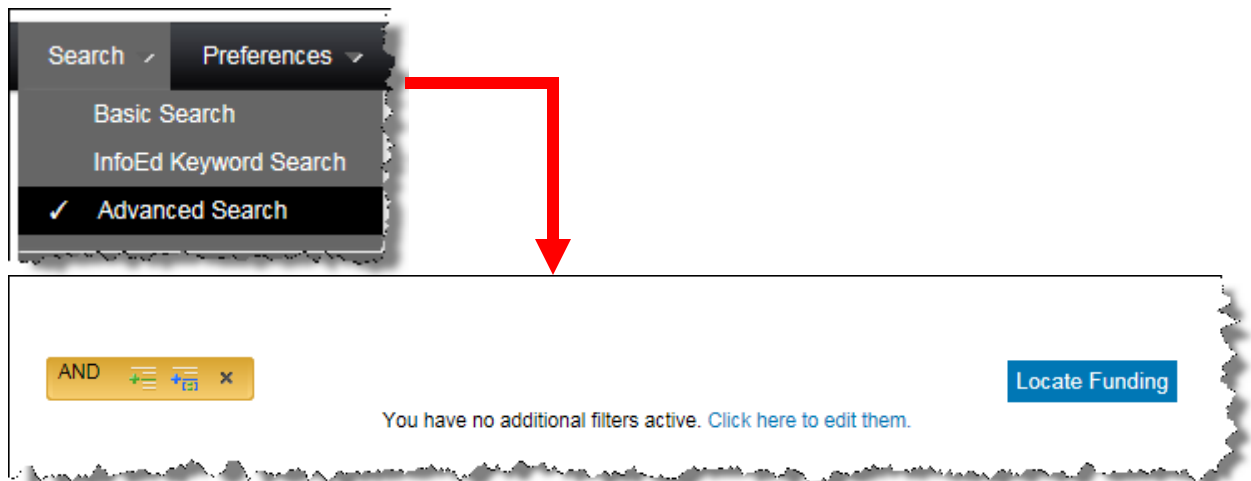 Search Preferences
Basic Search
InfoEd Keyword Search
✓ Advanced Search
AND
Locate Funding
You have no additional filters active. Click here to edit them.